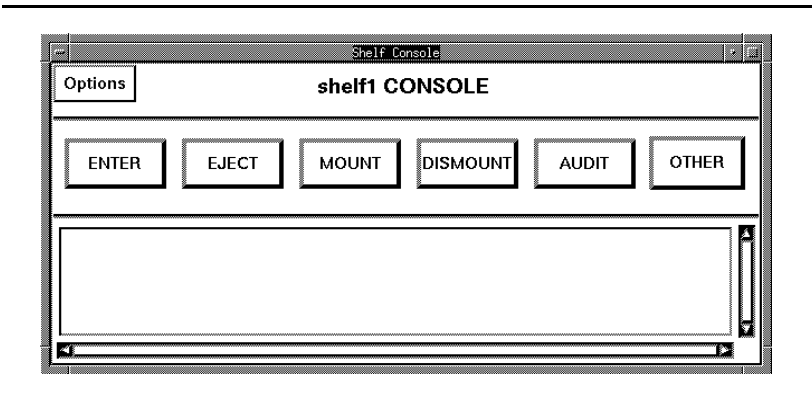 Shelf Console
Options
shelf1 CONSOLE
ENTER
EJECT
MOUNT
DISMOUNT
AUDIT
OTHER